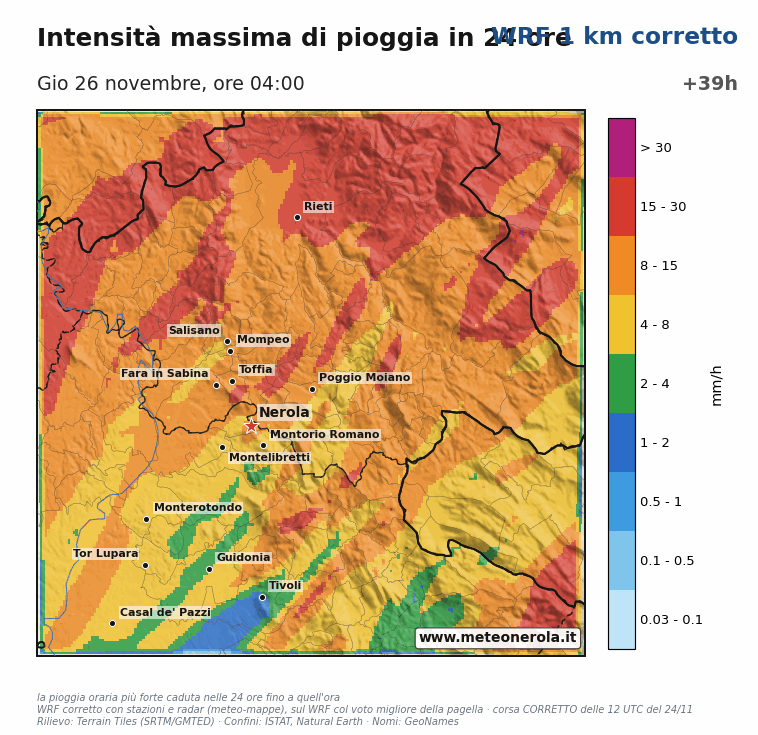 Intensità massima di pioggia in 24 ore
WRF 1 km corretto
Gio 26 novembre, ore 04:00
+39h
Rieti
Salisano
Mompeo
Fara in Sabina
Toffia
Poggio Moiano
Nerola
Montorio Romano
Montelibretti
Monterotondo
Tor Lupara
Guidonia
Tivoli
Casal de' Pazzi
www.meteonerola.it
> 30
15 - 30
8 - 15
4 - 8
2 - 4
1 - 2
0.5 - 1
0.1 - 0.5
0.03 - 0.1
mm/h
la pioggia oraria più forte caduta nelle 24 ore fino a quell'ora
WRF corretto con stazioni e radar (meteo-mappe), sul WRF col voto migliore della pagella · corsa CORRETTO delle 12 UTC del 24/11
Rilievo: Terrain Tiles (SRTM/GMTED) · Confini: ISTAT, Natural Earth · Nomi: GeoNames